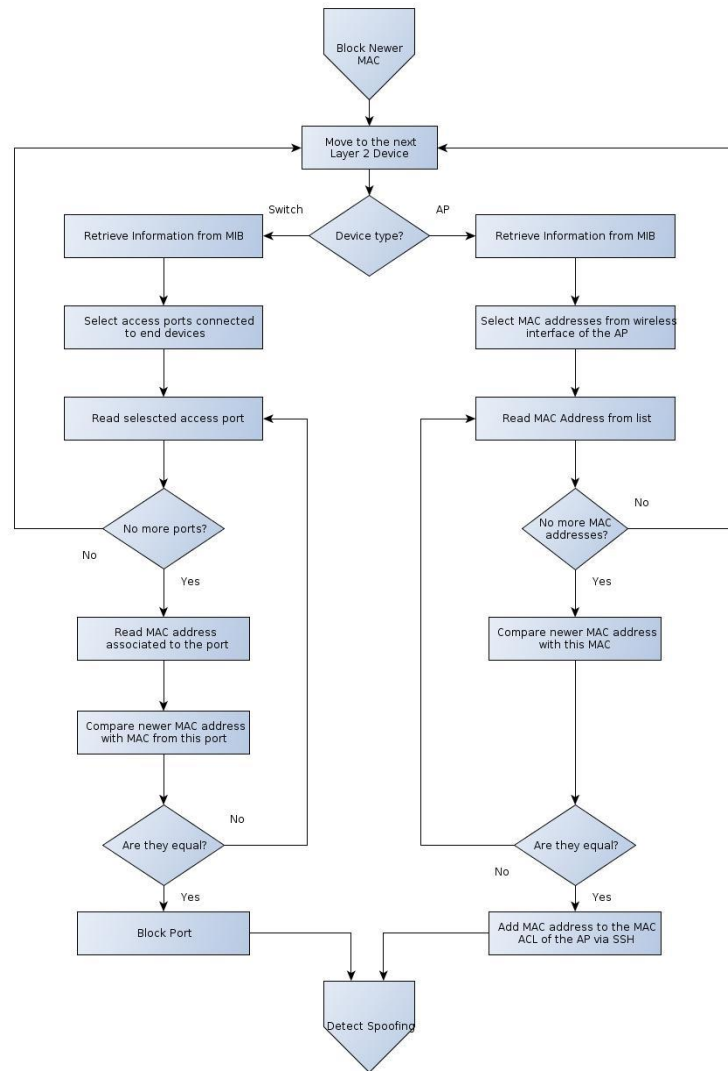 Block Newer
MAC
Move to the next
Layer 2 Device
Switch
Device type?
AP
Retrieve Information from MIB
Retrieve Information from MIB
Select access ports connected
to end devices
Select MAC addresses from wireless
interface of the AP
Read selescted access port
Read MAC Address from list
No more ports?
No
Yes
No more MAC
addresses?
No
Yes
Read MAC address
associated to the port
Compare newer MAC address
with this MAC
Compare newer MAC address
with MAC from this port
Are they equal?
No
Yes
Are they equal?
No
Yes
Block Port
Add MAC address to the MAC
ACL of the AP via SSH
Detect Spoofing